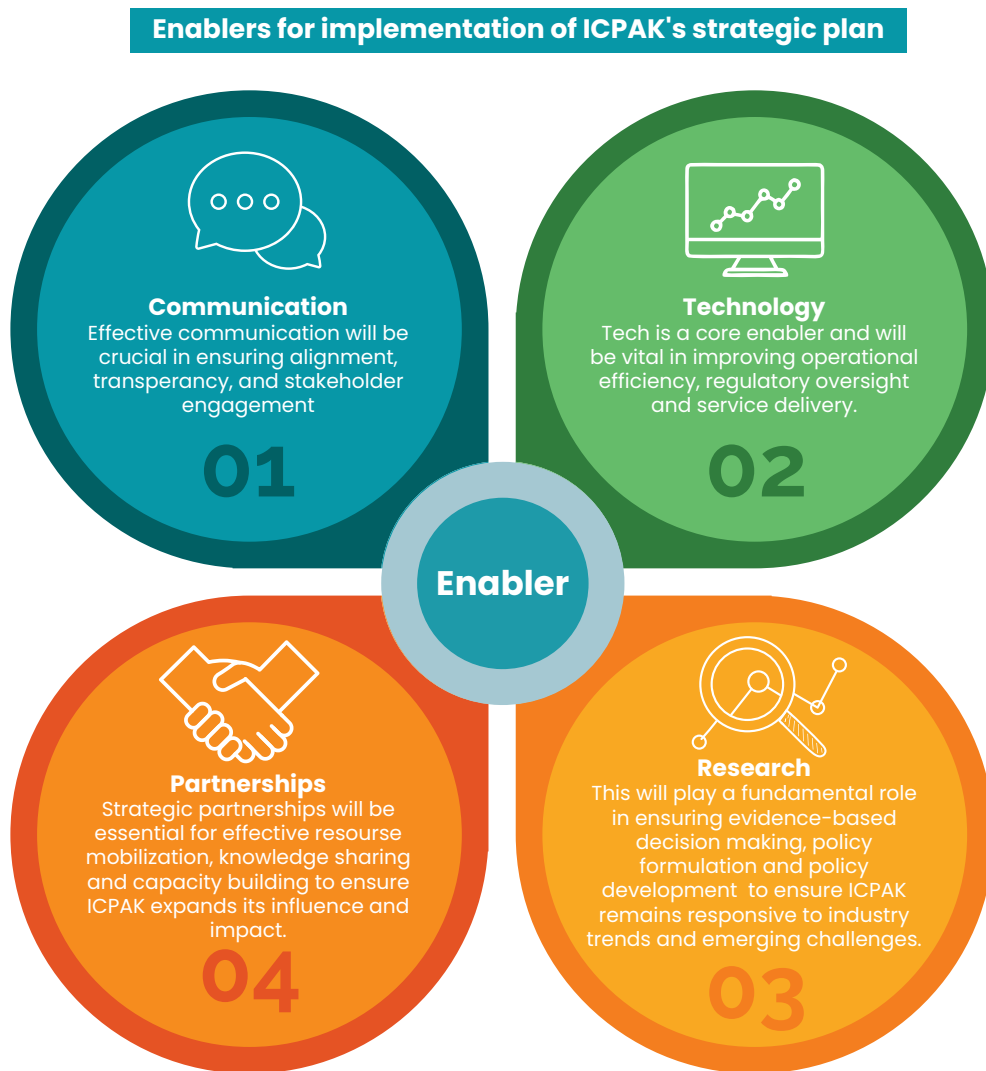 Enablers for implementation of ICPAK's strategic plan
Communication
Effective communication will be
crucial in ensuring alignment,
transperancy, and stakeholder
engagement
01
Technology
Tech is a core enabler and will
be vital in improving operational
efficiency, regulatory oversight
and service delivery.
02
Enabler
Partnerships
Strategic partnerships will be
essential for effective resourse
mobilization, knowledge sharing
and capacity building to ensure
ICPAK expands its influence and
impact.
04
Research
This will play a fundamental role
in ensuring evidence-based
decision making, policy
formulation and policy
development  to ensure ICPAK
remains responsive to industry
trends and emerging challenges.
03